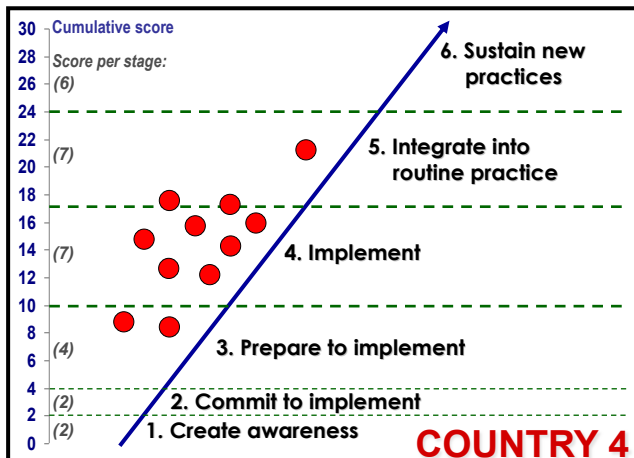 30
28
26
24
22
20
18
16
14
12
10
8
6
4
2
0
Cumulative score
Score per stage:
(6)
(7)
(7)
(4)
(2)
(2)
6. Sustain new
practices
5. Integrate into
routine practice
4. Implement
3. Prepare to implement
2. Commit to implement
1. Create awareness
COUNTRY 4